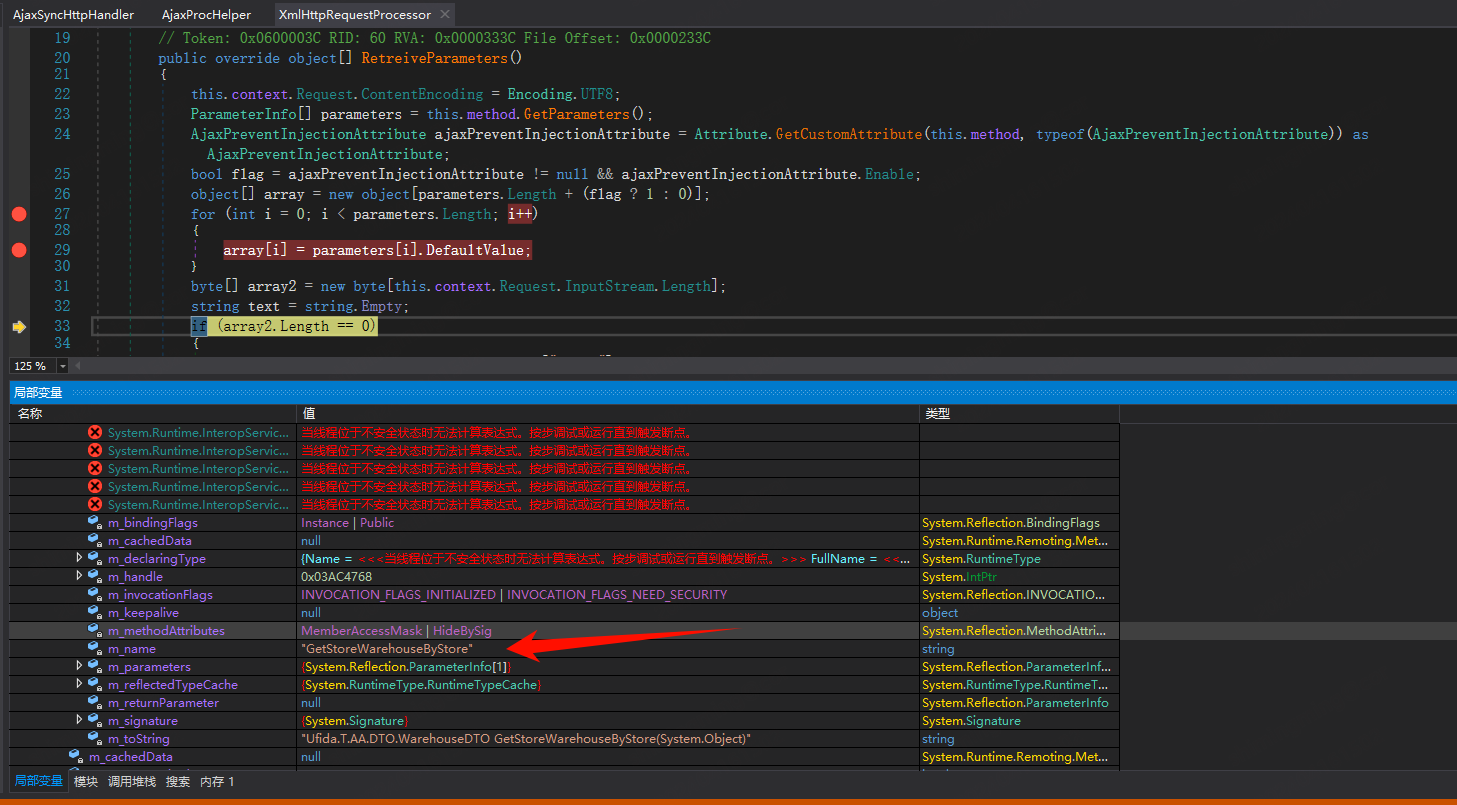 AjaxSyncHttpHandler AjaxProcHelper XmlHttpRequestProcessor
19 // Token: 0x0600003C RID: 60 RVA: 0x0000333C File Offset: 0x0000233C
20 public override object[] RetreiveParameters()
21 {
22 this.context.Request.ContentEncoding = Encoding.UTF8;
23 ParameterInfo[] parameters = this.method.GetParameters();
24 AjaxPreventInjectionAttribute ajaxPreventInjectionAttribute = Attribute.GetCustomAttribute(this.method, typeof(AjaxPreventInjectionAttribute)) as
AjaxPreventInjectionAttribute;
25 bool flag = ajaxPreventInjectionAttribute != null && ajaxPreventInjectionAttribute.Enable;
26 object[] array = new object[parameters.Length + (flag ? 1 : 0)];
27 for (int i = 0; i < parameters.Length; i++)
28 {
29 array[i] = parameters[i].DefaultValue;
30 }
31 byte[] array2 = new byte[this.context.Request.InputStream.Length];
32 string text = string.Empty;
33 if (array2.Length == 0)
34 {
125 %
局部变量
名称 值 类型
System.Runtime.InteropServic... 当线程位于不安全状态时无法计算表达式。按步调试或运行直到触发断点。
System.Runtime.InteropServic... 当线程位于不安全状态时无法计算表达式。按步调试或运行直到触发断点。
System.Runtime.InteropServic... 当线程位于不安全状态时无法计算表达式。按步调试或运行直到触发断点。
System.Runtime.InteropServic... 当线程位于不安全状态时无法计算表达式。按步调试或运行直到触发断点。
System.Runtime.InteropServic... 当线程位于不安全状态时无法计算表达式。按步调试或运行直到触发断点。
m_bindingFlags Instance | Public System.Reflection.BindingFlags
m_cachedData null System.Runtime.Remoting.Met...
m_declaringType {Name = <<<当线程位于不安全状态时无法计算表达式。按步调试或运行直到触发断点。>>> FullName = <<... System.RuntimeType
m_handle 0x03AC4768 System.IntPtr
m_invocationFlags INVOCATION_FLAGS_INITIALIZED | INVOCATION_FLAGS_NEED_SECURITY System.Reflection.INVOCATIO...
m_keepalive null object
m_methodAttributes MemberAccessMask | HideBySig System.Reflection.MethodAttri...
m_name "GetStoreWarehouseByStore" string
m_parameters {System.Reflection.ParameterInfo[1]} System.Reflection.ParameterInf...
m_reflectedTypeCache {System.RuntimeType.RuntimeTypeCache} System.RuntimeType.RuntimeT...
m_returnParameter null System.Reflection.ParameterInfo
m_signature {System.Signature} System.Signature
m_toString "Ufida.T.AA.DTO.WarehouseDTO GetStoreWarehouseByStore(System.Object)" string
m_cachedData null System.Runtime.Remoting.Met...
局部变量 模块 调用堆栈 搜索 内存 1